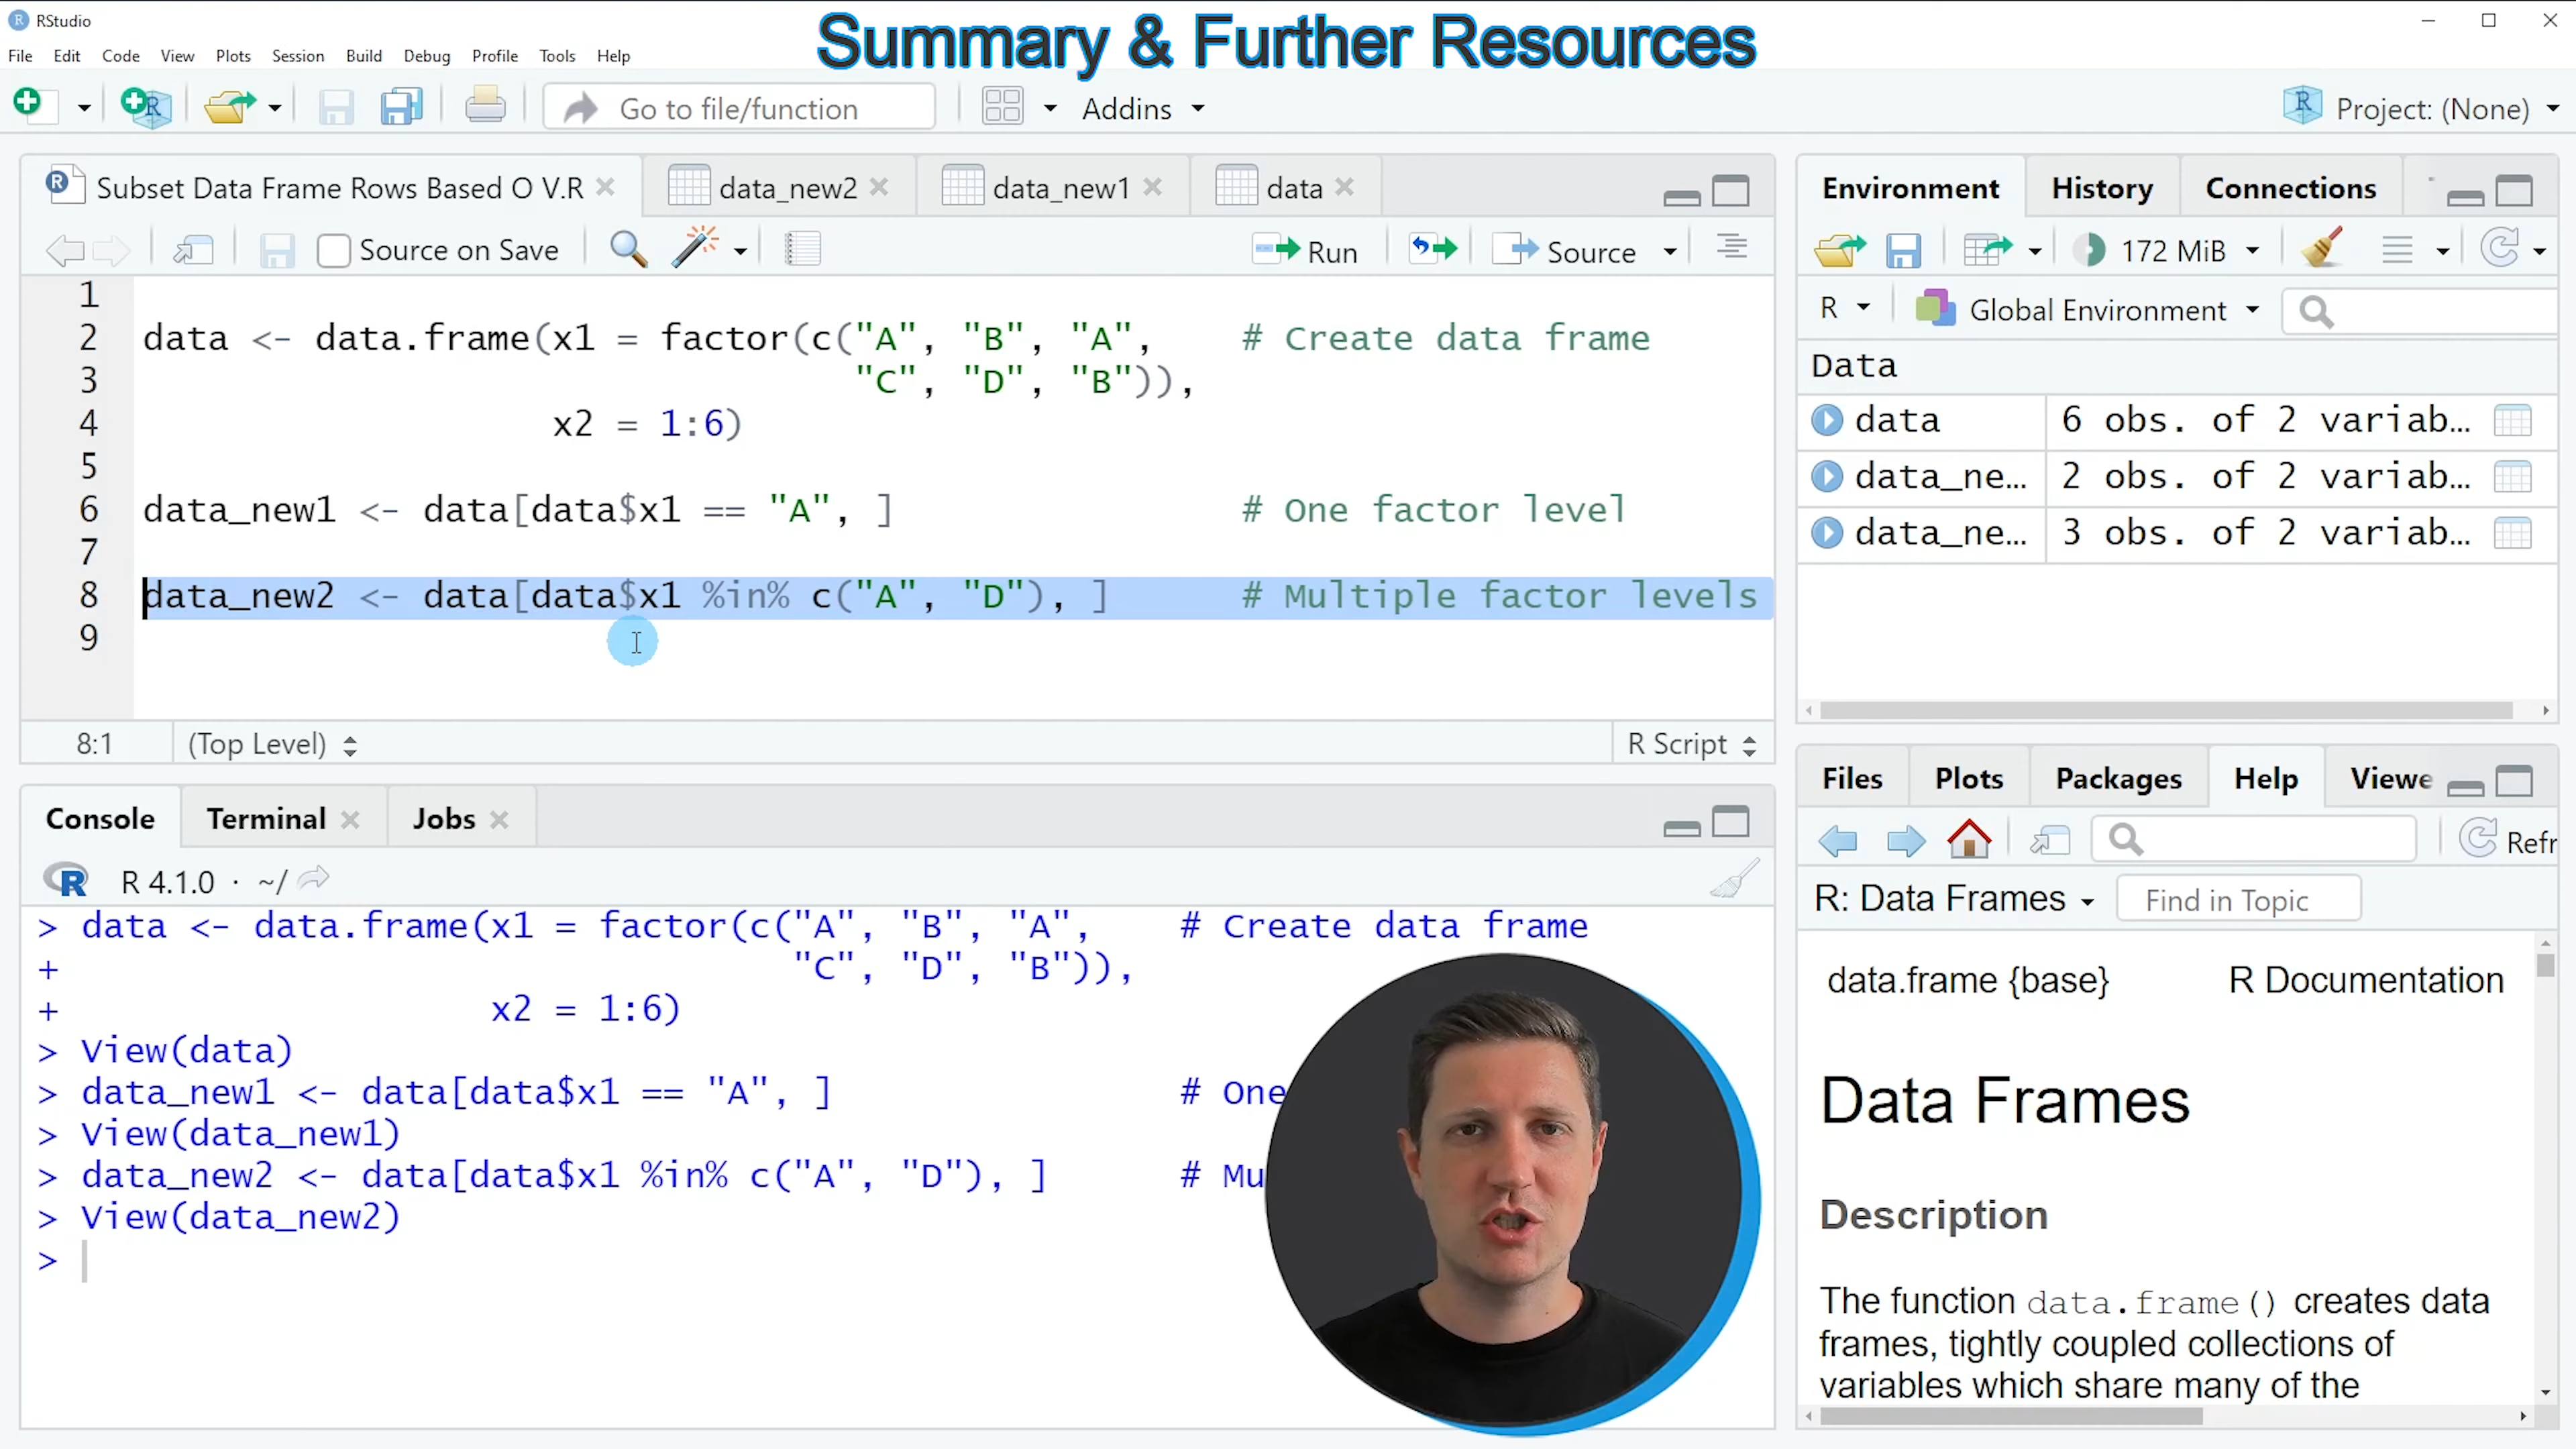 RStudio
Summary & Further Resources
File Edit Code View Plots Session Build Debug Profile Tools Help
Go to file/function Addins Project: (None)
Subset Data Frame Rows Based O V.R data_new2 data_new1 data
Source on Save Run Source
1
2 data <- data.frame(x1 = factor(c("A", "B", "A", # Create data frame
3 "C", "D", "B")),
4 x2 = 1:6)
5
6 data_new1 <- data[data$x1 == "A", ] # One factor level
7
8 data_new2 <- data[data$x1 %in% c("A", "D"), ] # Multiple factor levels
9
8:1 (Top Level) R Script
Console Terminal Jobs
R 4.1.0 · ~/
> data <- data.frame(x1 = factor(c("A", "B", "A", # Create data frame
+ "C", "D", "B")),
+ x2 = 1:6)
> View(data)
> data_new1 <- data[data$x1 == "A", ] # One
> View(data_new1)
> data_new2 <- data[data$x1 %in% c("A", "D"), ] # Mu
> View(data_new2)
>
Environment History Connections
172 MiB
R Global Environment
Data
data 6 obs. of 2 variab...
data_ne... 2 obs. of 2 variab...
data_ne... 3 obs. of 2 variab...
Files Plots Packages Help Viewe
Refr
R: Data Frames Find in Topic
data.frame {base} R Documentation
Data Frames
Description
The function data.frame() creates data
frames, tightly coupled collections of
variables which share many of the